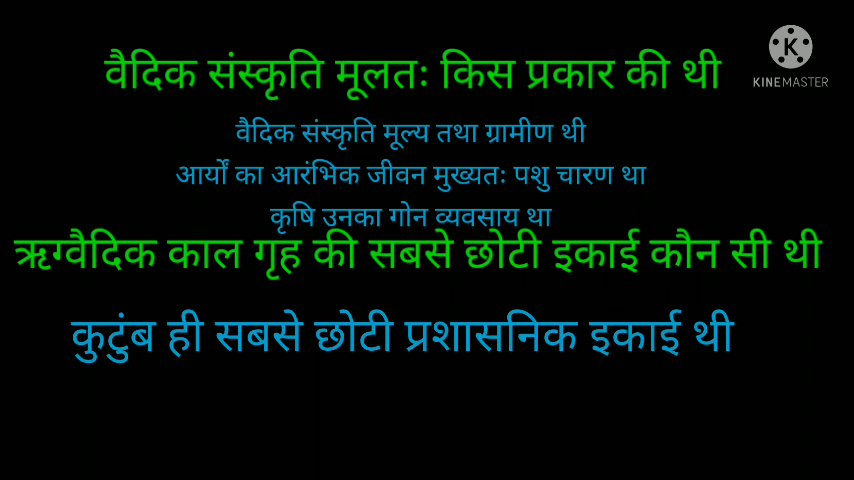 वैदिक संस्कृति मूलतः किस प्रकार की थी
KINEMASTER
वैदिक संस्कृति मूल्य तथा ग्रामीण थी
आर्यों का आरंभिक जीवन मुख्यतः पशु चारण था
कृषि उनका गोन व्यवसाय था
ऋग्वैदिक काल गृह की सबसे छोटी इकाई कौन सी थी
कुटुंब ही सबसे छोटी प्रशासनिक इकाई थी